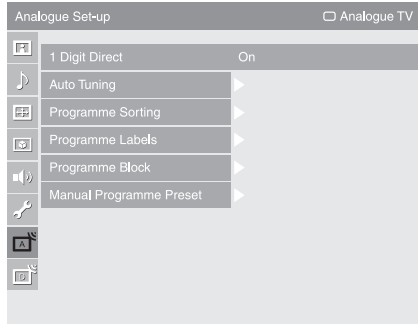 Analogue Set-up
Analogue TV
1 Digit Direct On
Auto Tuning
Programme Sorting
Programme Labels
Programme Block
Manual Programme Preset
A